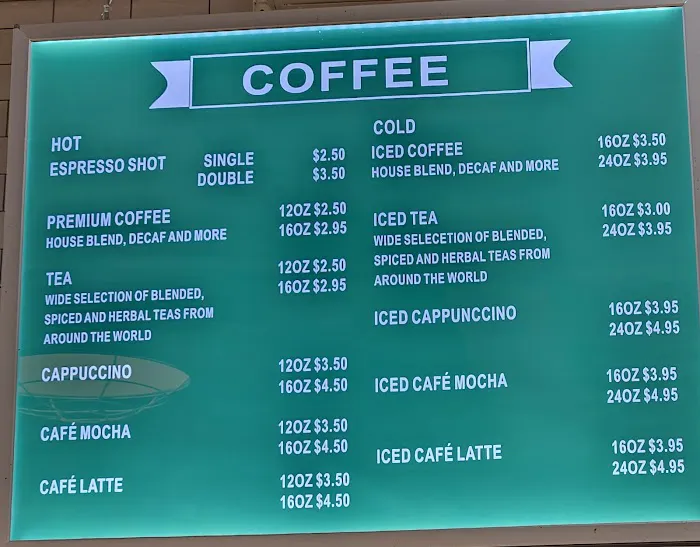 COFFEE
HOT
ESPRESSO SHOT SINGLE $2.50
DOUBLE $3.50
PREMIUM COFFEE 12OZ $2.50
HOUSE BLEND, DECAF AND MORE 16OZ $2.95
TEA 12OZ $2.50
WIDE SELECTION OF BLENDED, 16OZ $2.95
SPICED AND HERBAL TEAS FROM
AROUND THE WORLD
CAPPUCCINO 12OZ $3.50
16OZ $4.50
CAFÉ MOCHA 12OZ $3.50
16OZ $4.50
CAFÉ LATTE 12OZ $3.50
16OZ $4.50
COLD
ICED COFFEE 16OZ $3.50
HOUSE BLEND, DECAF AND MORE 24OZ $3.95
ICED TEA 16OZ $3.00
WIDE SELECETION OF BLENDED, 24OZ $3.95
SPICED AND HERBAL TEAS FROM
AROUND THE WORLD
ICED CAPPUNCCINO 16OZ $3.95
24OZ $4.95
ICED CAFÉ MOCHA 16OZ $3.95
24OZ $4.95
ICED CAFÉ LATTE 16OZ $3.95
24OZ $4.95